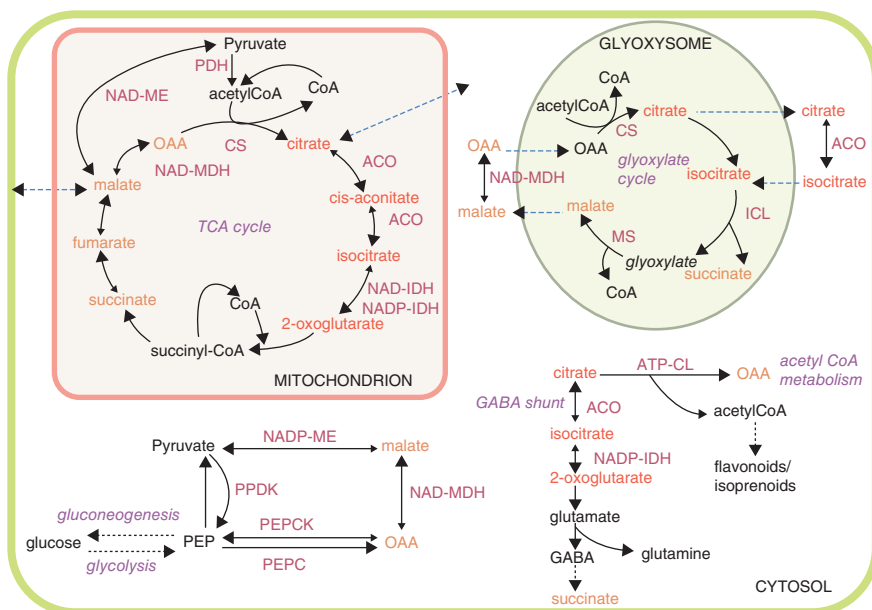 Pyruvate
PDH
CoA
acetylCoA
NAD-ME
OAA
CS
citrate
NAD-MDH
ACO
malate
cis-aconitate
TCA cycle
ACO
fumarate
isocitrate
NAD-IDH
NADP-IDH
succinate
CoA
2-oxoglutarate
succinyl-CoA
MITOCHONDRION
GLYOXYSOME
CoA
acetylCoA
citrate
citrate
CS
OAA
OAA
glyoxylate
cycle
ACO
NAD-MDH
isocitrate
isocitrate
malate
malate
ICL
MS
glyoxylate
succinate
CoA
citrate
ATP-CL
OAA
acetyl CoA
metabolism
GABA shunt
ACO
acetylCoA
isocitrate
NADP-IDH
flavonoids/
isoprenoids
2-oxoglutarate
glutamate
GABA
glutamine
succinate
CYTOSOL
Pyruvate
NADP-ME
malate
PPDK
NAD-MDH
gluconeogenesis
PEPCK
glucose
PEP
OAA
glycolysis
PEPC